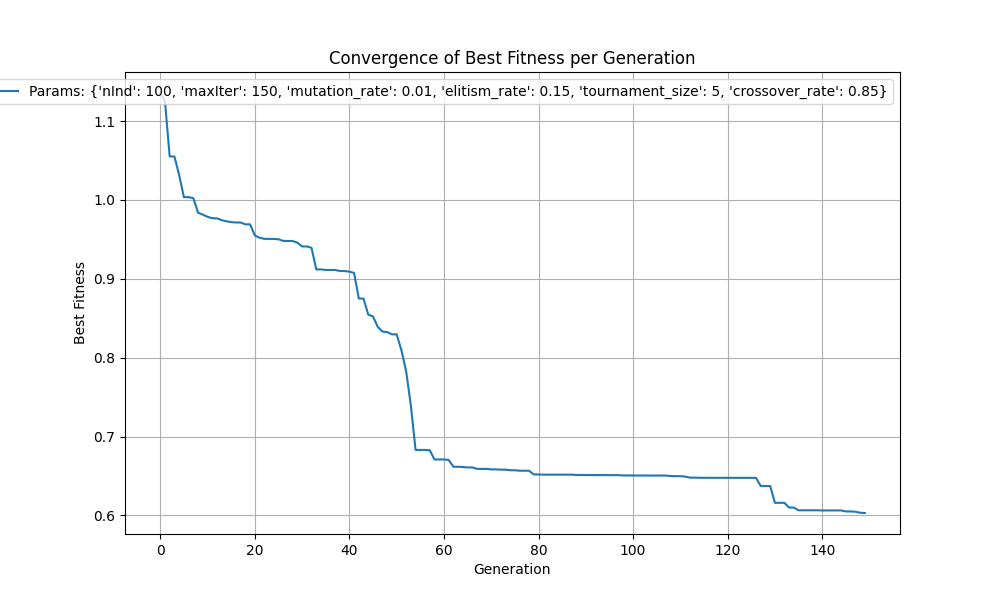 Convergence of Best Fitness per Generation
Params: {'nInd': 100, 'maxIter': 150, 'mutation_rate': 0.01, 'elitism_rate': 0.15, 'tournament_size': 5, 'crossover_rate': 0.85}
1.1
1.0
0.9
0.8
0.7
0.6
Best Fitness
0 20 40 60 80 100 120 140
Generation